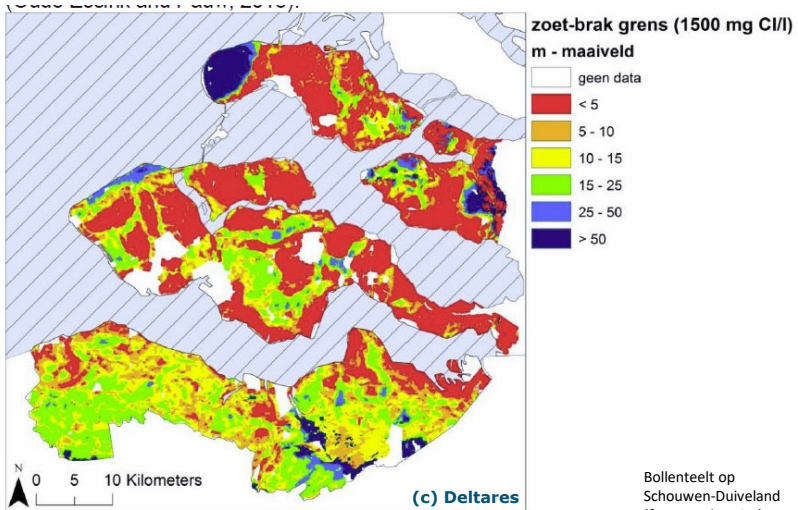 zoet-brak grens (1500 mg Cl/l)
m - maaiveld
geen data
< 5
5 - 10
10 - 15
15 - 25
25 - 50
> 50
N
0 5 10 Kilometers
(c) Deltares
Bollenteelt op
Schouwen-Duiveland